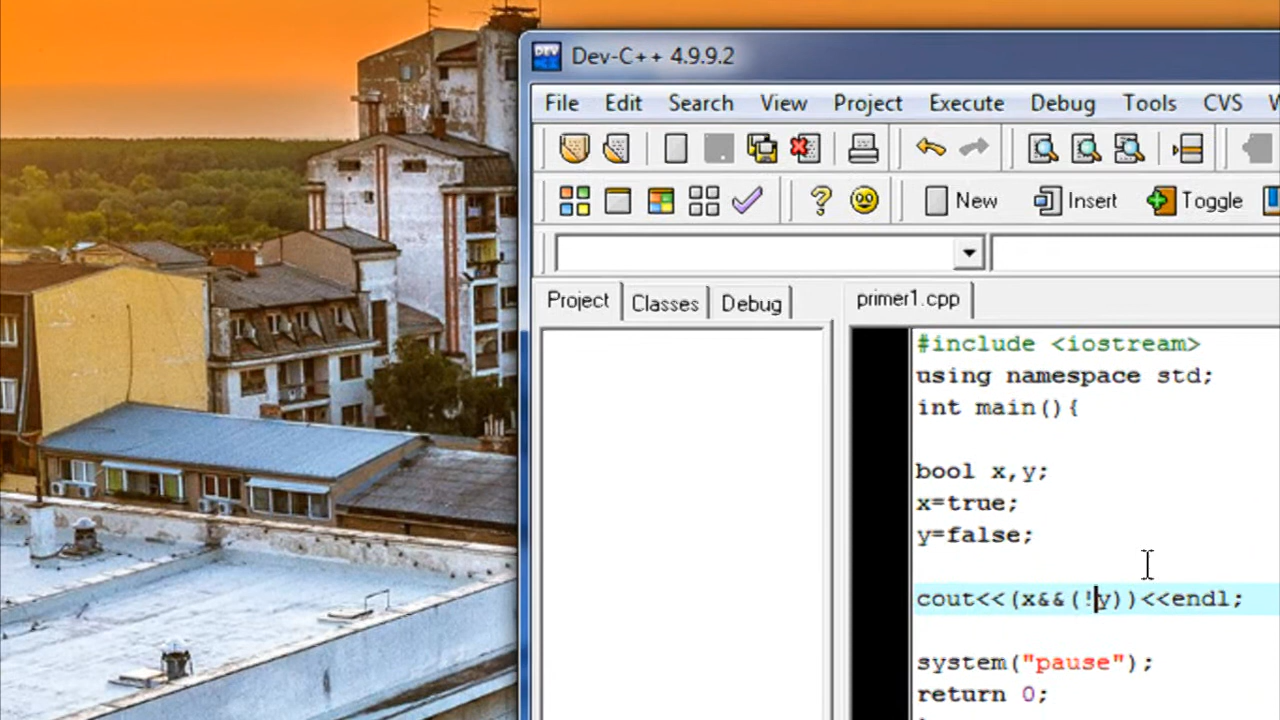 DEV
Dev-C++ 4.9.9.2
File Edit Search View Project Execute Debug Tools CVS
New Insert Toggle
Project Classes Debug primer1.cpp
#include <iostream>
using namespace std;
int main(){
bool x,y;
x=true;
y=false;
cout<<(x&&(!y))<<endl;
system("pause");
return 0;